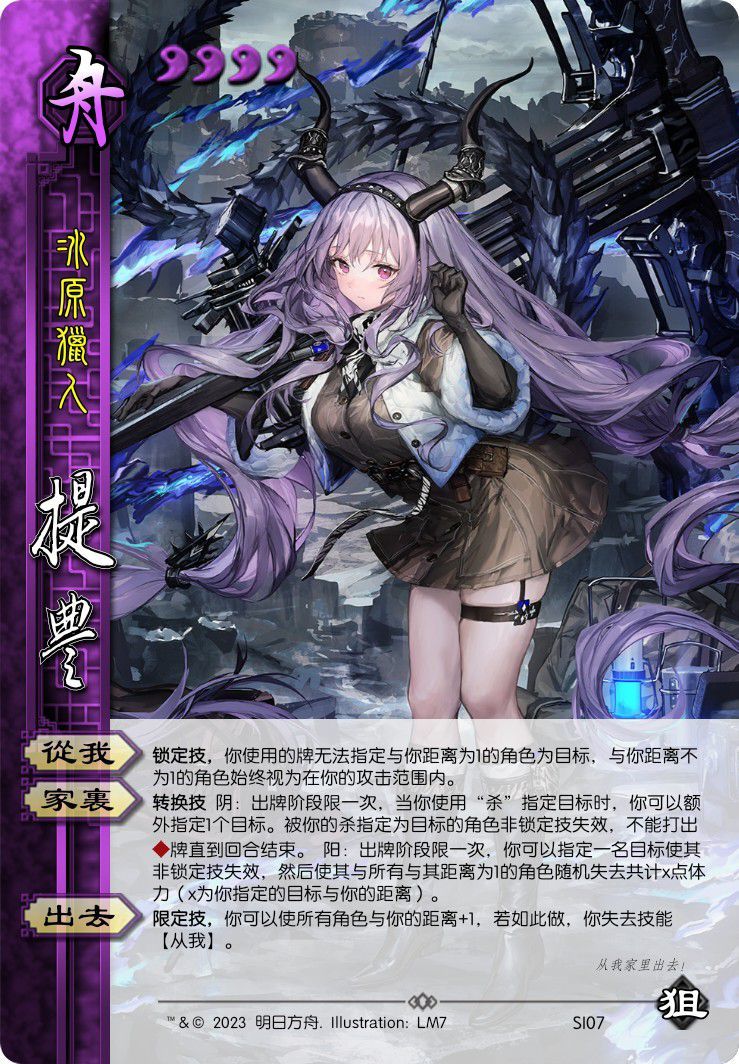 舟
冰原獵人
提豊
從我
锁定技，你使用的牌无法指定与你距离为1的角色为目标，与你距离不
为1的角色始终视为在你的攻击范围内。
家裏
转换技 阴：出牌阶段限一次，当你使用“杀”指定目标时，你可以额
外指定1个目标。被你的杀指定为目标的角色非锁定技失效，不能打出
◆牌直到回合结束。 阳：出牌阶段限一次，你可以指定一名目标使其
非锁定技失效，然后使其与所有与其距离为1的角色随机失去共计x点体
力（x为你指定的目标与你的距离）。
出去
限定技，你可以使所有角色与你的距离+1，若如此做，你失去技能
【从我】。
从我家里出去！
™ & © 2023 明日方舟. Illustration: LM7
SI07
狙